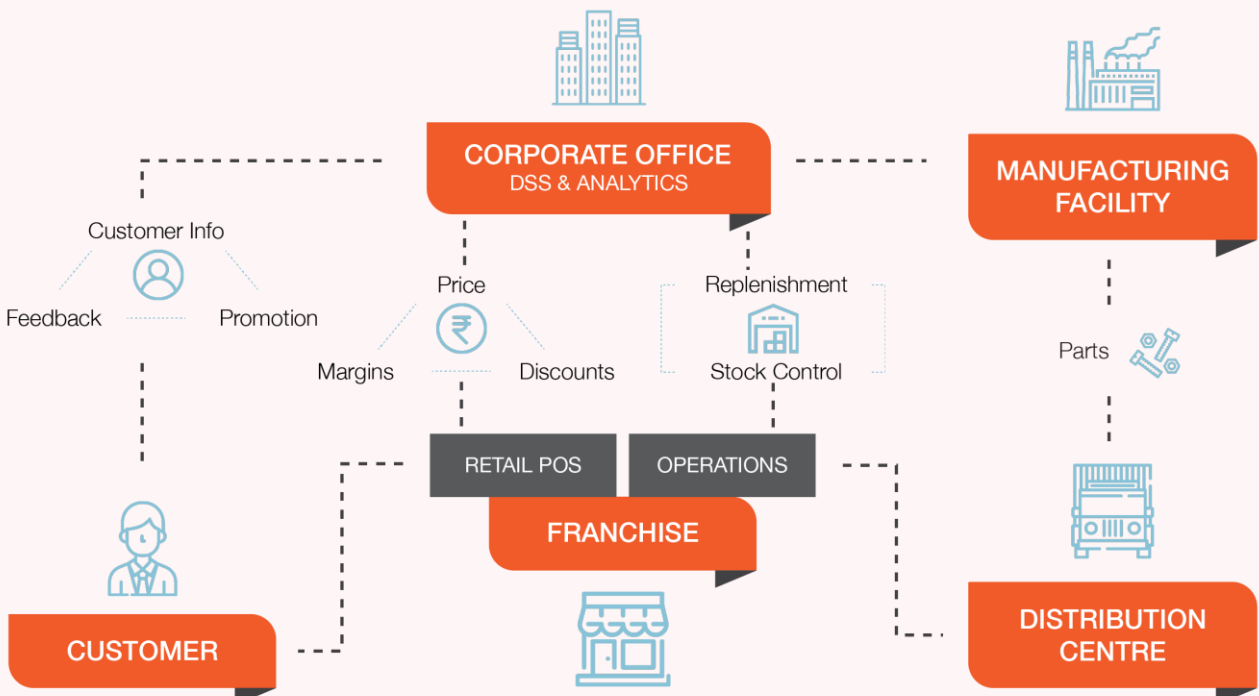 CORPORATE OFFICE
DSS & ANALYTICS
MANUFACTURING
FACILITY
Customer Info
Feedback
Promotion
Price
Margins
Discounts
Replenishment
Stock Control
Parts
RETAIL POS
OPERATIONS
FRANCHISE
CUSTOMER
DISTRIBUTION
CENTRE